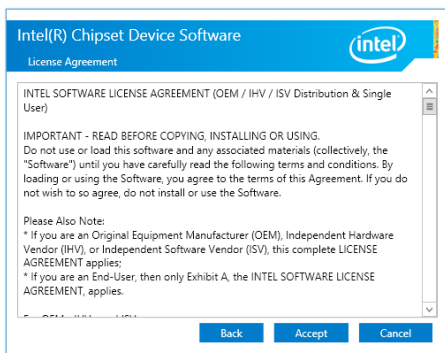 Intel(R) Chipset Device Software
License Agreement
intel
INTEL SOFTWARE LICENSE AGREEMENT (OEM / IHV / ISV Distribution & Single
User)
IMPORTANT - READ BEFORE COPYING, INSTALLING OR USING.
Do not use or load this software and any associated materials (collectively, the
"Software") until you have carefully read the following terms and conditions. By
loading or using the Software, you agree to the terms of this Agreement. If you do
not wish to so agree, do not install or use the Software.
Please Also Note:
* If you are an Original Equipment Manufacturer (OEM), Independent Hardware
Vendor (IHV), or Independent Software Vendor (ISV), this complete LICENSE
AGREEMENT applies;
* If you are an End-User, then only Exhibit A, the INTEL SOFTWARE LICENSE
AGREEMENT, applies.
Back Accept Cancel